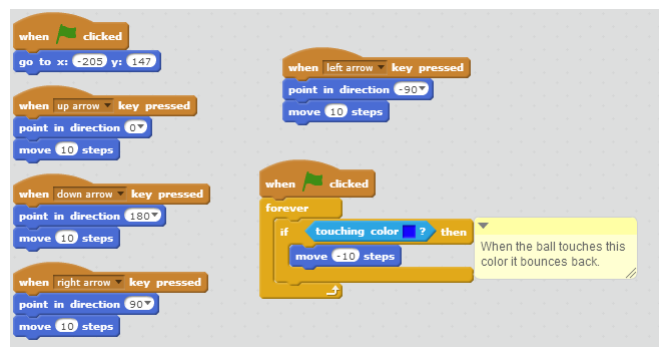 when clicked
go to x: -205 y: 147
when up arrow key pressed
point in direction 0
move 10 steps
when down arrow key pressed
point in direction 180
move 10 steps
when right arrow key pressed
point in direction 90
move 10 steps
when left arrow key pressed
point in direction -90
move 10 steps
when clicked
forever
if touching color ? then
move -10 steps
When the ball touches this
color it bounces back.